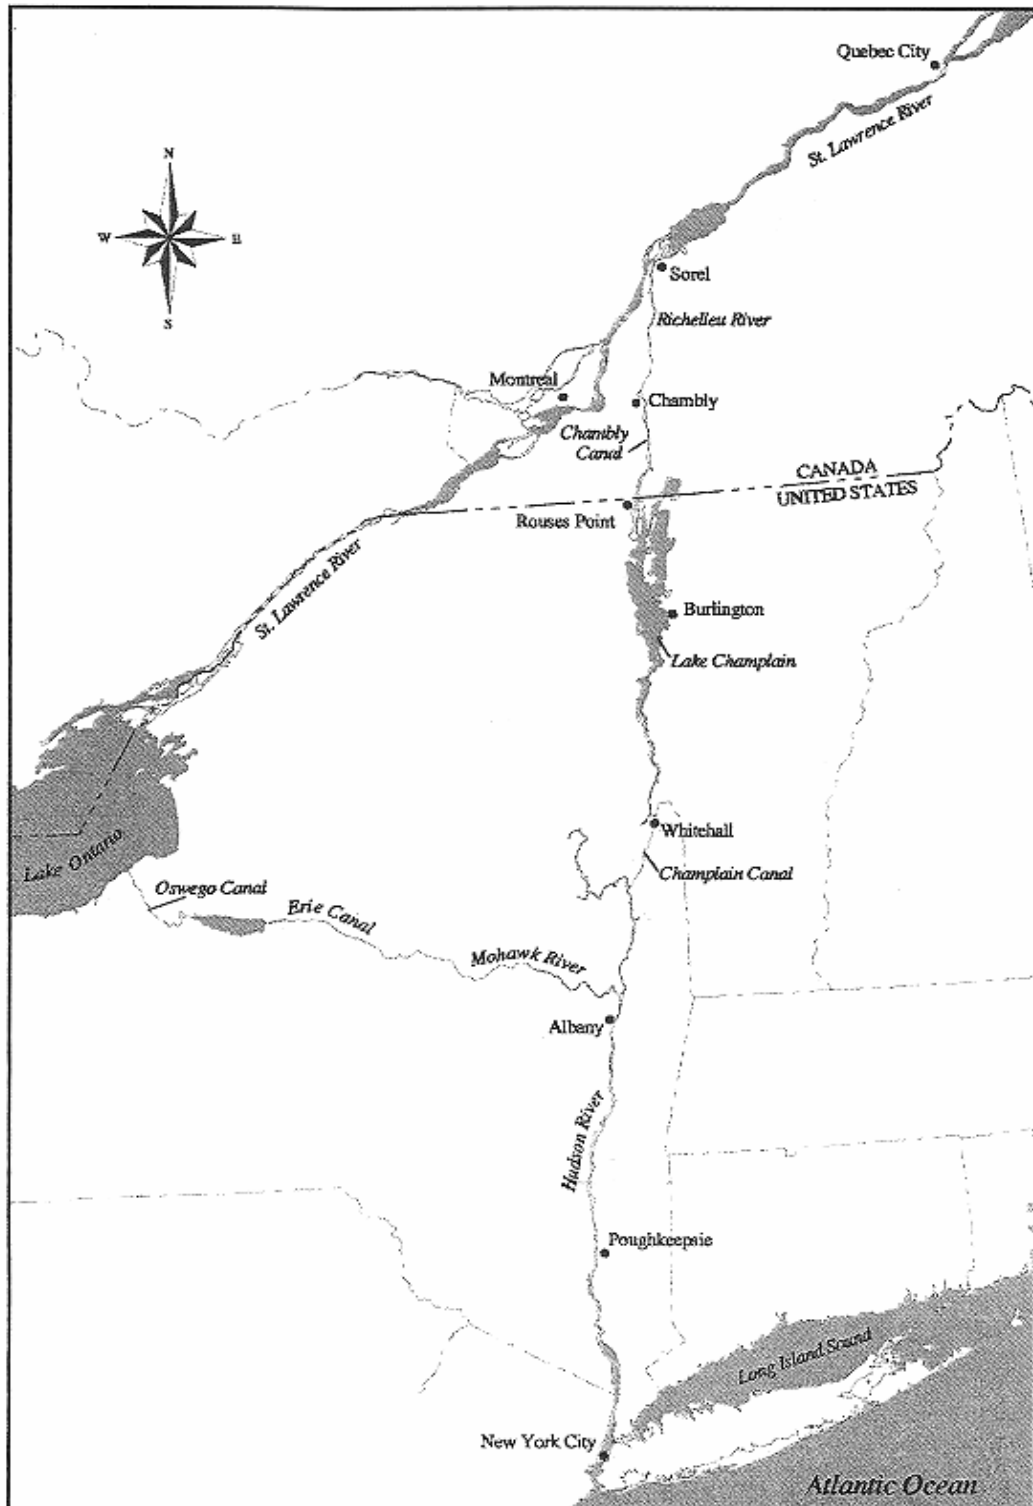 Quebec City
St. Lawrence River
N
W
E
S
Sorel
Richelieu River
Montreal
Chambly
Chambly
Canal
CANADA
UNITED STATES
Rouses Point
St. Lawrence River
Burlington
Lake Champlain
Whitehall
Lake Ontario
Champlain Canal
Oswego Canal
Erie Canal
Mohawk River
Albany
Hudson River
Poughkeepsie
Long Island Sound
New York City
Atlantic Ocean